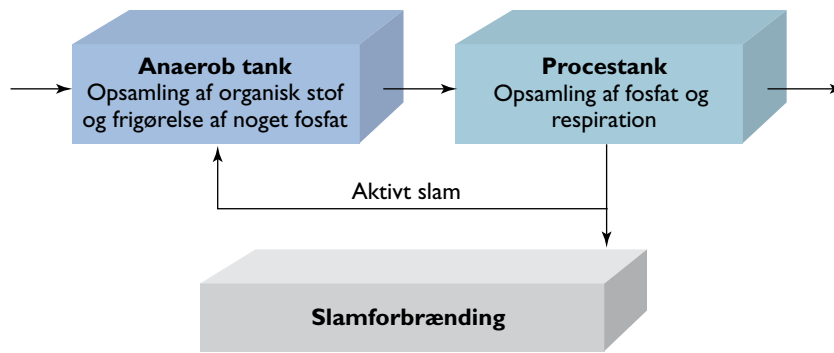 Anaerob tank
Opsamling af organisk stof
og frigørelse af noget fosfat
Procestank
Opsamling af fosfat og
respiration
Aktivt slam
Slamforbrænding